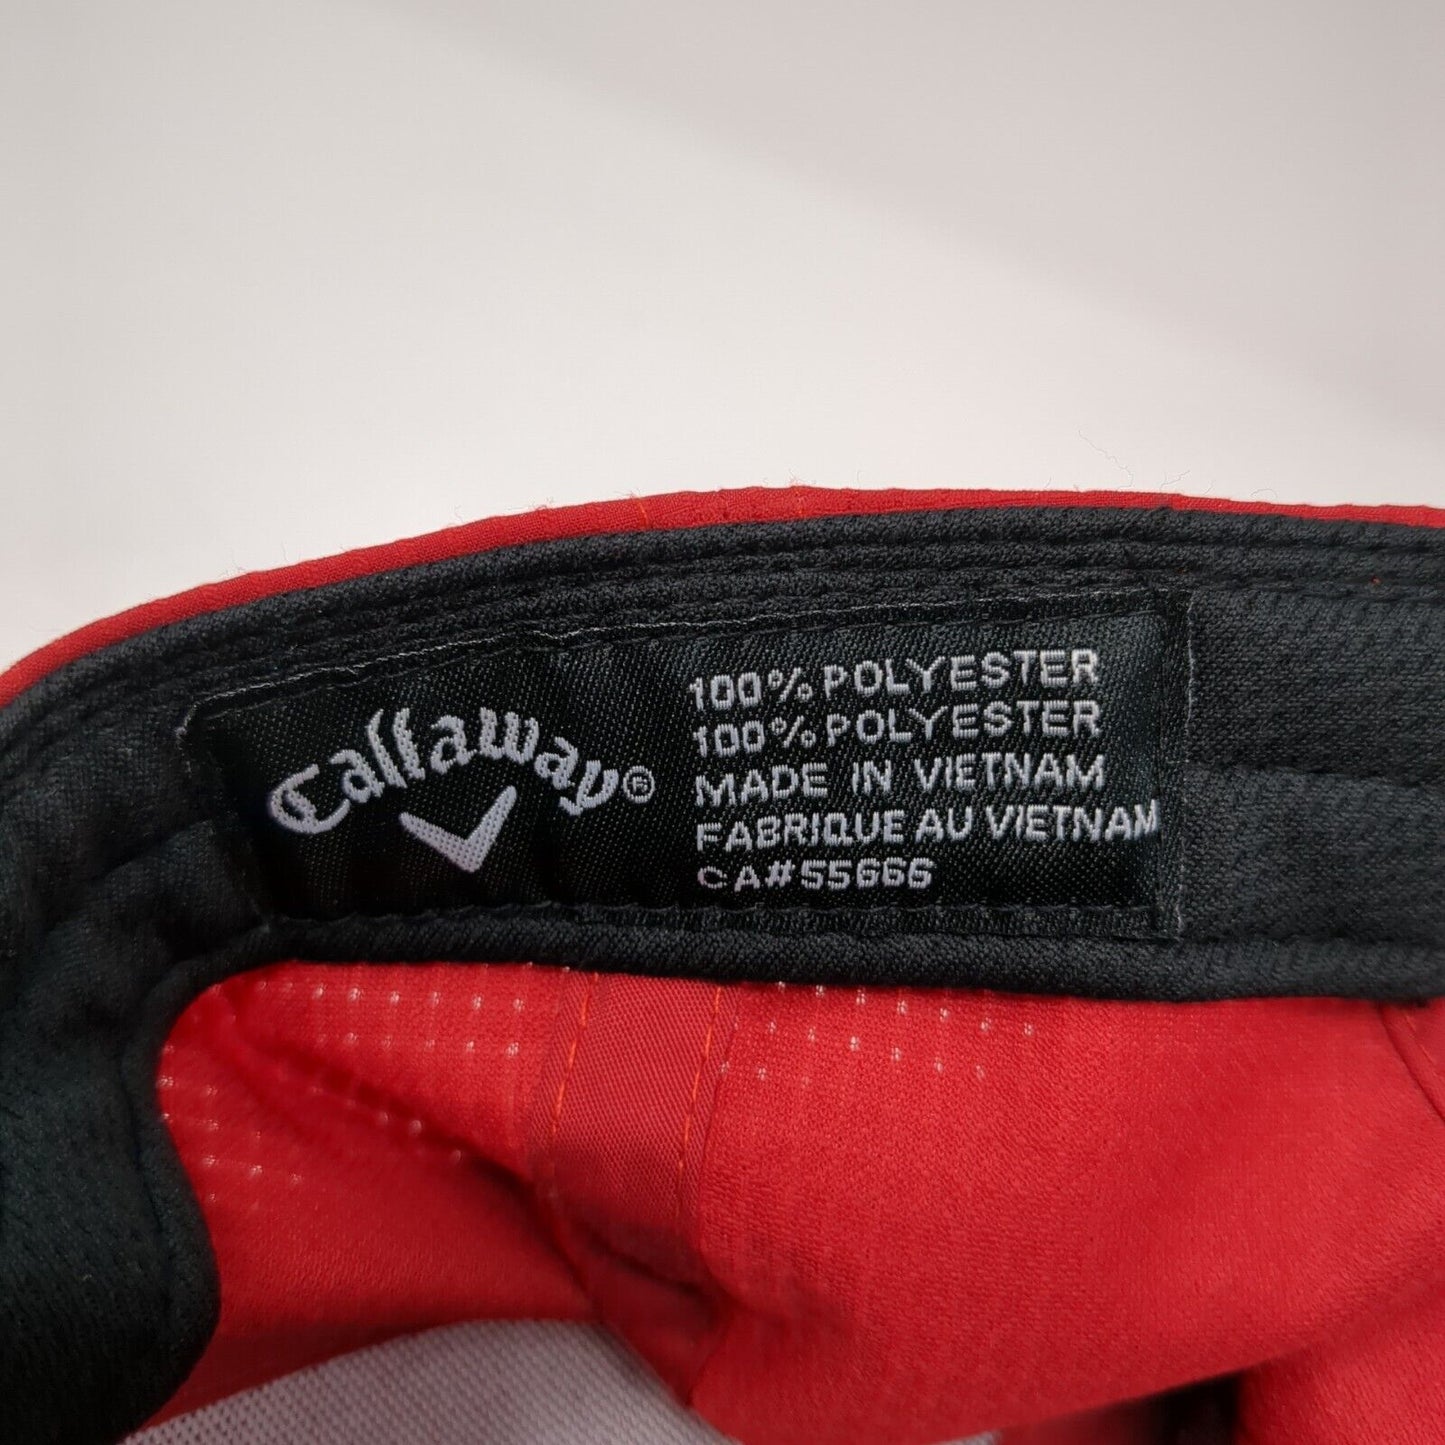 Callaway®
100% POLYESTER
100% POLYESTER
MADE IN VIETNAM
FABRIQUE AU VIETNAM
CA#55666